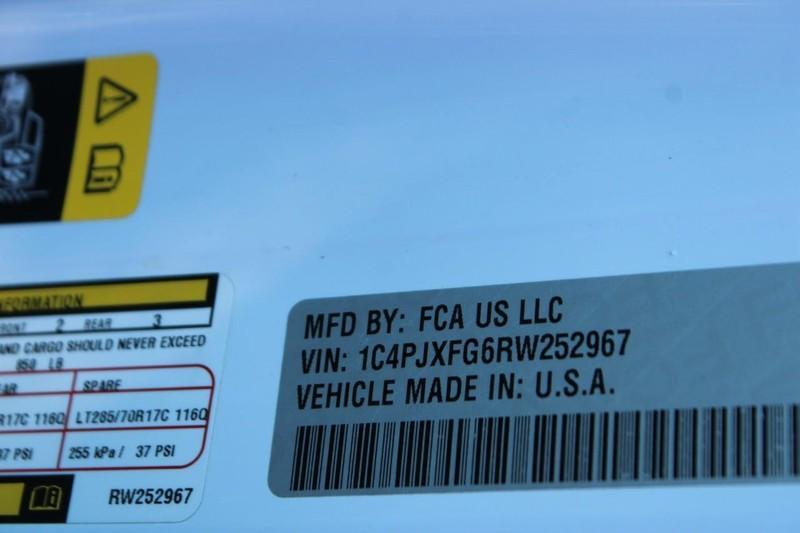 MFD BY: FCA US LLC
VIN: 1C4PJXFG6RW252967
VEHICLE MADE IN: U.S.A.
NFORMATION
RONT 2 REAR 3
AND CARGO SHOULD NEVER EXCEED
850 LB
AR SPARE
R17C 116Q LT285/70R17C 116Q
37 PSI 255 kPa / 37 PSI
RW252967